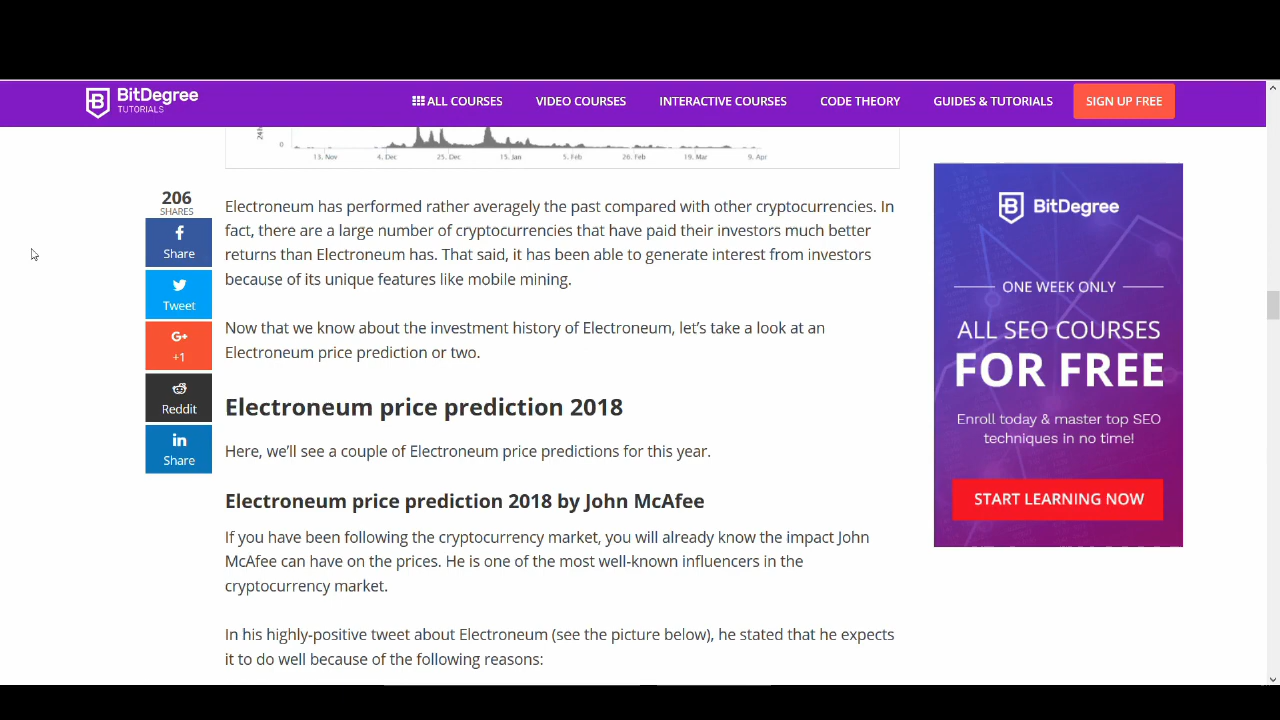 BitDegree
TUTORIALS
ALL COURSES
VIDEO COURSES
INTERACTIVE COURSES
CODE THEORY
GUIDES & TUTORIALS
SIGN UP FREE
24h
0
13. Nov
4. Dec
25. Dec
15. Jan
5. Feb
26. Feb
19. Mar
9. Apr
206
SHARES
Share
Tweet
G+
+1
Reddit
in
Share
Electroneum has performed rather averagely the past compared with other cryptocurrencies. In
fact, there are a large number of cryptocurrencies that have paid their investors much better
returns than Electroneum has. That said, it has been able to generate interest from investors
because of its unique features like mobile mining.
Now that we know about the investment history of Electroneum, let's take a look at an
Electroneum price prediction or two.
Electroneum price prediction 2018
Here, we'll see a couple of Electroneum price predictions for this year.
Electroneum price prediction 2018 by John McAfee
If you have been following the cryptocurrency market, you will already know the impact John
McAfee can have on the prices. He is one of the most well-known influencers in the
cryptocurrency market.
In his highly-positive tweet about Electroneum (see the picture below), he stated that he expects
it to do well because of the following reasons:
BitDegree
ONE WEEK ONLY
ALL SEO COURSES
FOR FREE
Enroll today & master top SEO
techniques in no time!
START LEARNING NOW